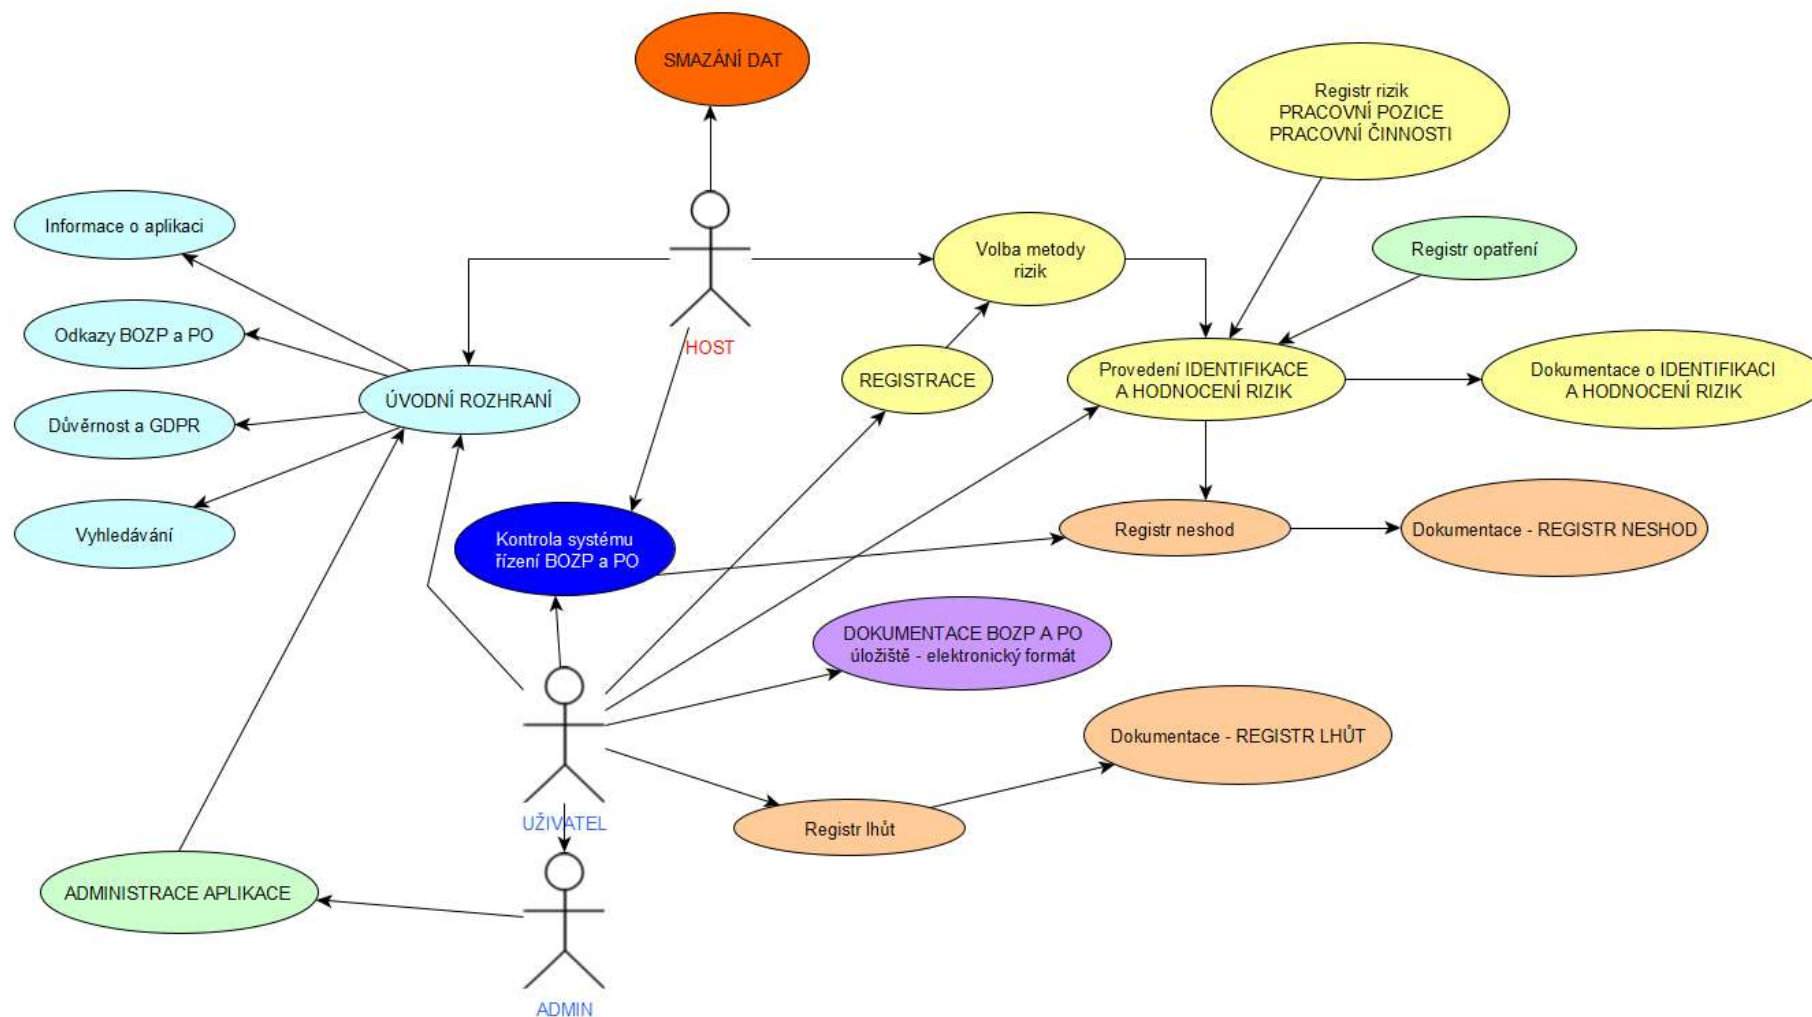 SMAZÁNÍ DAT
Registr rizik
PRACOVNÍ POZICE
PRACOVNÍ ČINNOSTI
Informace o aplikaci
Volba metody
rizik
Registr opatření
Odkazy BOZP a PO
HOST
REGISTRACE
Provedení IDENTIFIKACE
A HODNOCENÍ RIZIK
Dokumentace o IDENTIFIKACI
A HODNOCENÍ RIZIK
ÚVODNÍ ROZHRANÍ
Důvěrnost a GDPR
Vyhledávání
Kontrola systému
řízení BOZP a PO
Registr neshod
Dokumentace - REGISTR NESHOD
DOKUMENTACE BOZP A PO
úložiště - elektronický formát
Dokumentace - REGISTR LHŮT
UŽIVATEL
Registr lhůt
ADMINISTRACE APLIKACE
ADMIN